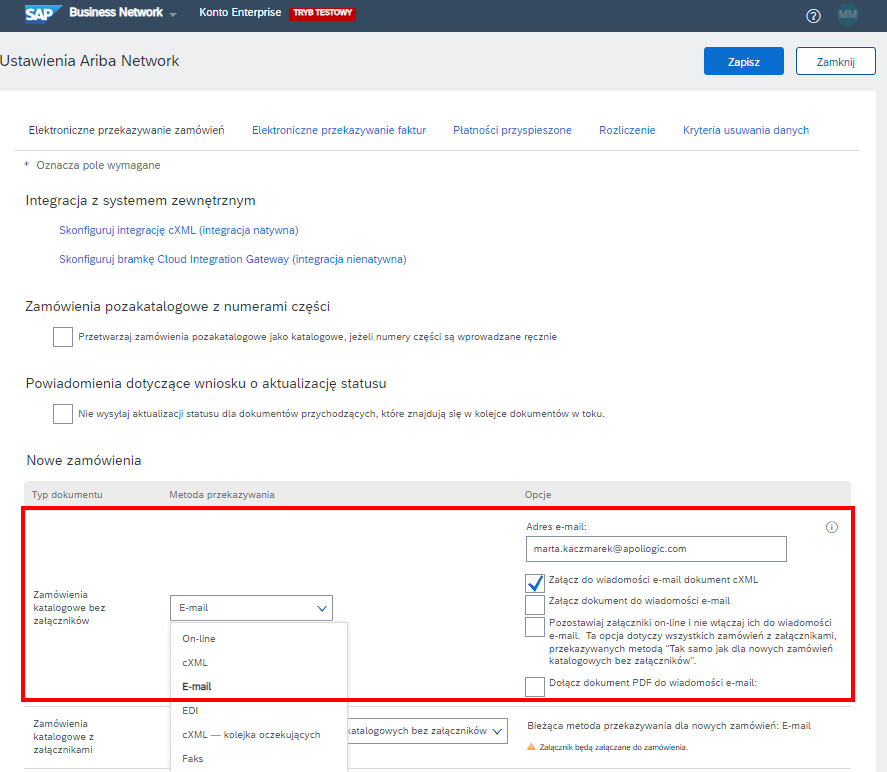 SAP Business Network Konto Enterprise TRYB TESTOWY ? MM
Ustawienia Ariba Network Zapisz Zamknij
Elektroniczne przekazywanie zamówień Elektroniczne przekazywanie faktur Płatności przyspieszone Rozliczenie Kryteria usuwania danych
* Oznacza pole wymagane
Integracja z systemem zewnętrznym
Skonfiguruj integrację cXML (integracja natywna)
Skonfiguruj bramkę Cloud Integration Gateway (integracja nienatywna)
Zamówienia pozakatalogowe z numerami części
Przetwarzaj zamówienia pozakatalogowe jako katalogowe, jeżeli numery części są wprowadzane ręcznie
Powiadomienia dotyczące wniosku o aktualizację statusu
Nie wysyłaj aktualizacji statusu dla dokumentów przychodzących, które znajdują się w kolejce dokumentów w toku.
Nowe zamówienia
Typ dokumentu Metoda przekazywania Opcje
Zamówienia
katalogowe bez
załączników
E-mail
On-line
cXML
E-mail
EDI
cXML — kolejka oczekujących
Faks
Adres e-mail:
marta.kaczmarek@apollogic.com
Załącz do wiadomości e-mail dokument cXML
Załącz dokument do wiadomości e-mail
Pozostawiaj załączniki on-line i nie włączaj ich do wiadomości
e-mail. Ta opcja dotyczy wszystkich zamówień z załącznikami,
przekazywanych metodą "Tak samo jak dla nowych zamówień
katalogowych bez załączników".
Dołącz dokument PDF do wiadomości e-mail:
Zamówienia
katalogowe z
załącznikami
katalogowych bez załączników
Bieżąca metoda przekazywania dla nowych zamówień: E-mail
Załącznik będą załączane do zamówienia.